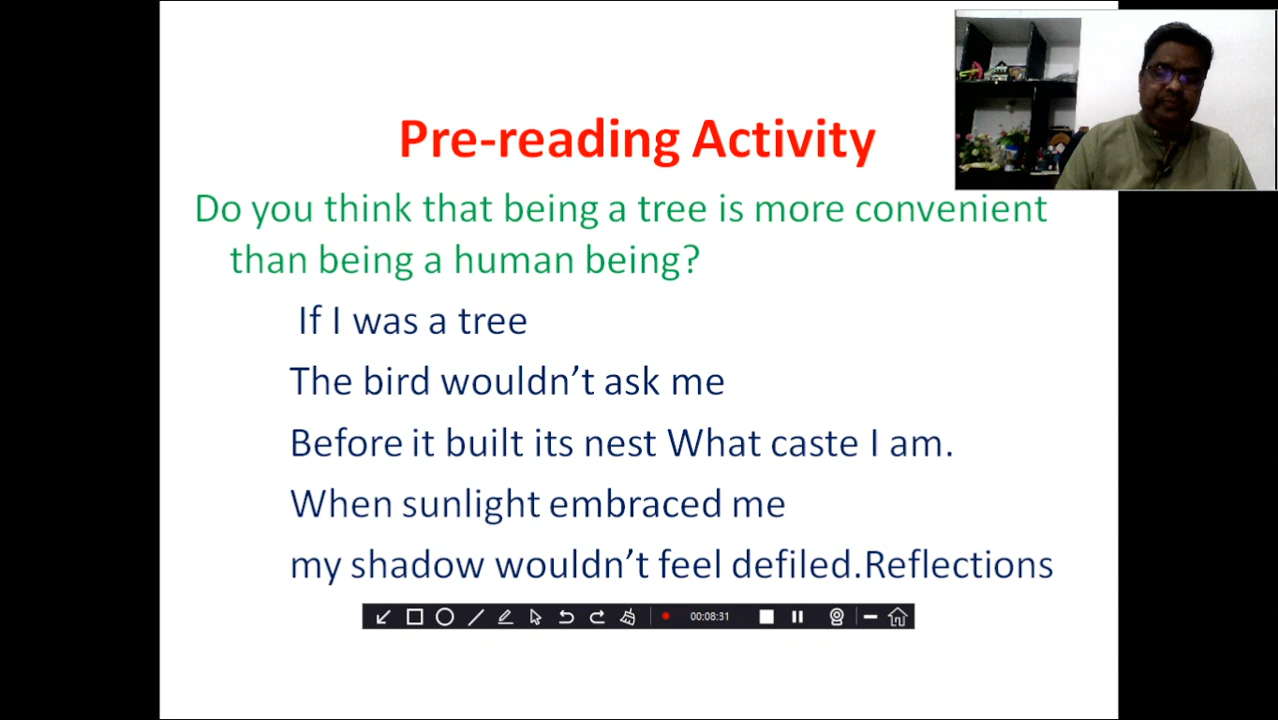 Pre-reading Activity
Do you think that being a tree is more convenient
than being a human being?
If I was a tree
The bird wouldn't ask me
Before it built its nest What caste I am.
When sunlight embraced me
my shadow wouldn't feel defiled.Reflections
00:08:31